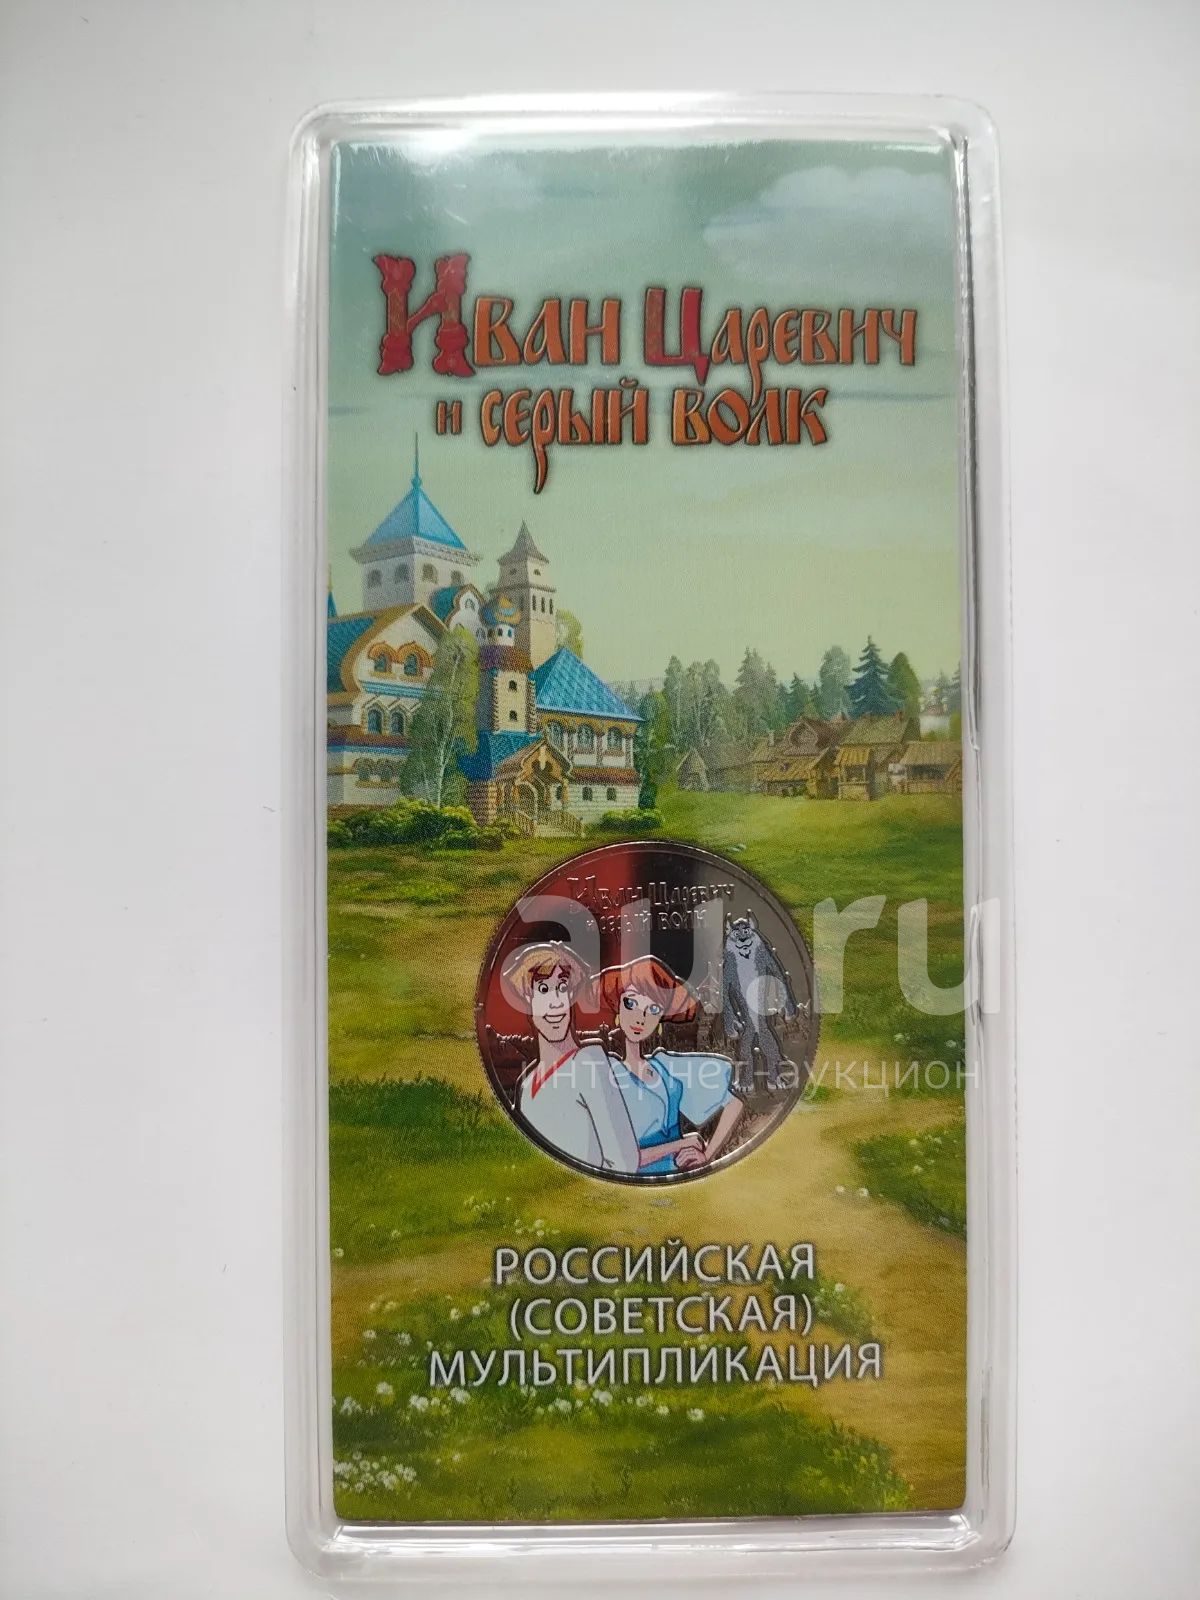 Иван Царевич
и серый волк
Иван Царевич
и серый волк
au.ru
интернет-аукцион
РОССИЙСКАЯ
(СОВЕТСКАЯ)
МУЛЬТИПЛИКАЦИЯ